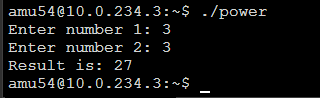 amu54@10.0.234.3:~$ ./power
Enter number 1: 3
Enter number 2: 3
Result is: 27
amu54@10.0.234.3:~$ _